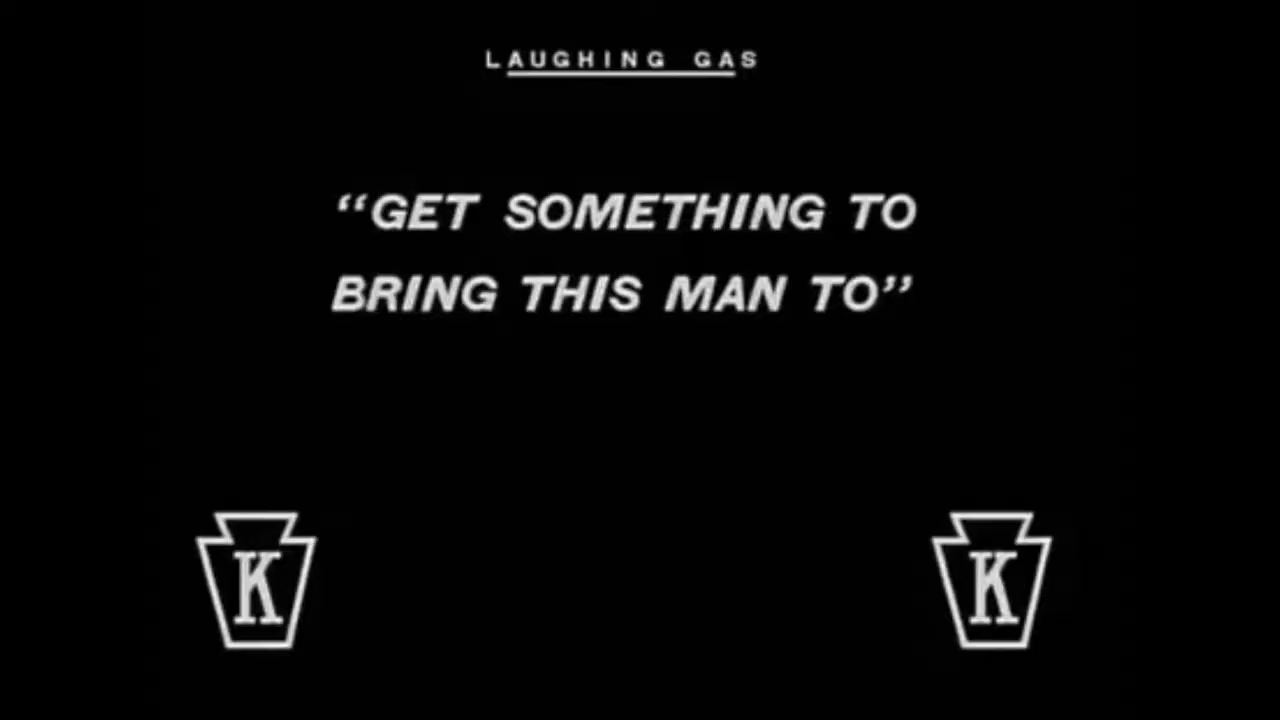 LAUGHING GAS
“GET SOMETHING TO
BRING THIS MAN TO”
K K